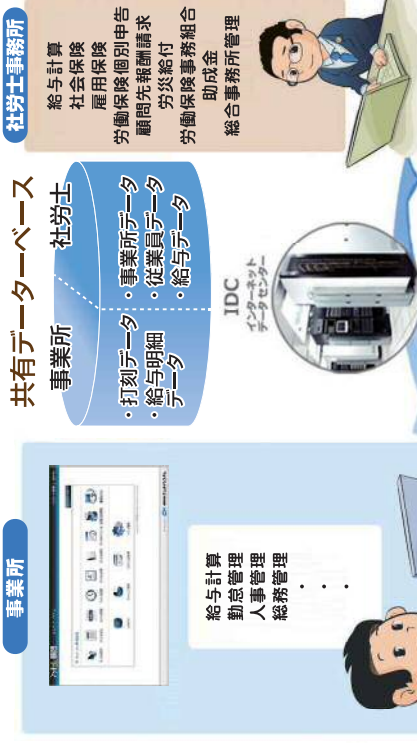 共有データーベース
事業所
給与計算
勤怠管理
人事管理
総務管理
・
・
事業所
社労士
・打刻データ
・給与明細
データ
・事業所データ
・従業員データ
・給与データ
IDC
インターネット
データセンター
社労士事務所
給与計算
社会保険
雇用保険
労働保険個別申告
顧問先報酬請求
労災給付
労働保険事務組合
助成金
総合事務所管理